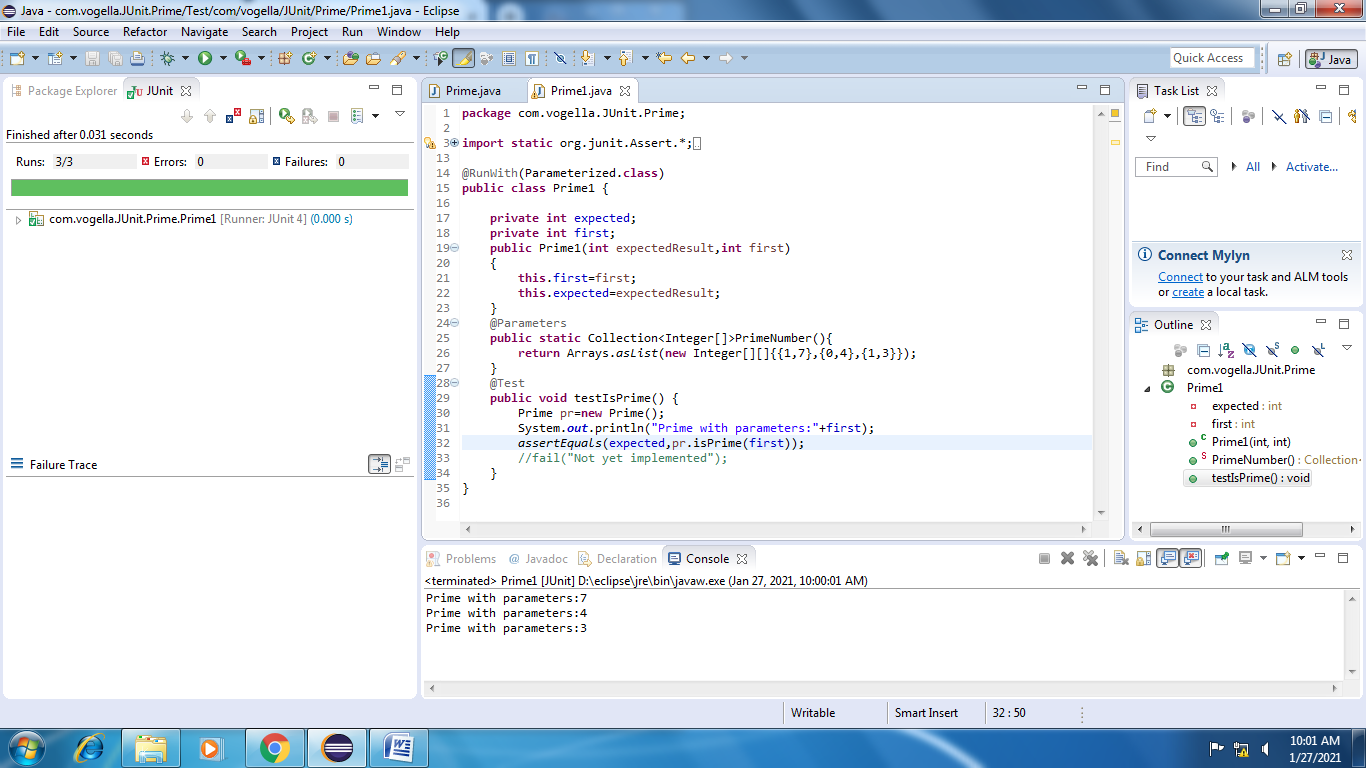 Java - com.vogella.JUnit.Prime/Test/com/vogella/JUnit/Prime/Prime1.java - Eclipse
File Edit Source Refactor Navigate Search Project Run Window Help
Quick Access
Java
Package Explorer
JUnit
Finished after 0.031 seconds
Runs: 3/3 Errors: 0 Failures: 0
com.vogella.JUnit.Prime.Prime1 [Runner: JUnit 4] (0.000 s)
Failure Trace
Prime.java
Prime1.java
1 package com.vogella.JUnit.Prime;
2
3 import static org.junit.Assert.*;
13
14 @RunWith(Parameterized.class)
15 public class Prime1 {
16
17 private int expected;
18 private int first;
19 public Prime1(int expectedResult,int first)
20 {
21 this.first=first;
22 this.expected=expectedResult;
23 }
24 @Parameters
25 public static Collection<Integer[]>PrimeNumber(){
26 return Arrays.asList(new Integer[][]{{1,7},{0,4},{1,3}});
27 }
28 @Test
29 public void testIsPrime() {
30 Prime pr=new Prime();
31 System.out.println("Prime with parameters:"+first);
32 assertEquals(expected,pr.isPrime(first));
33 //fail("Not yet implemented");
34 }
35 }
36
Task List
Find All Activate...
Connect Mylyn
Connect to your task and ALM tools
or create a local task.
Outline
com.vogella.JUnit.Prime
Prime1
expected : int
first : int
Prime1(int, int)
PrimeNumber() : Collection
testIsPrime() : void
Problems @ Javadoc Declaration Console
<terminated> Prime1 [JUnit] D:\eclipse\jre\bin\javaw.exe (Jan 27, 2021, 10:00:01 AM)
Prime with parameters:7
Prime with parameters:4
Prime with parameters:3
Writable Smart Insert 32 : 50
10:01 AM
1/27/2021